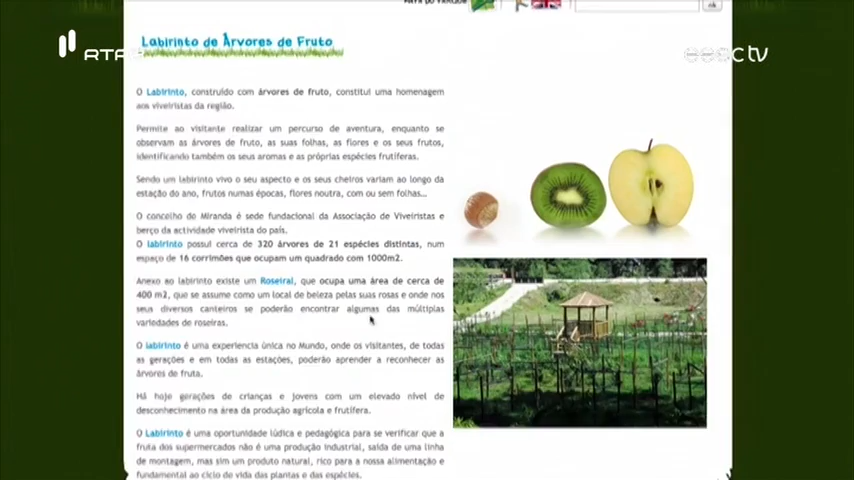 ok
RTP
esec tv
Labirinto de Árvores de Fruto
O Labirinto, construído com árvores de fruto, constitui uma homenagem
aos viveiristas da região.
Permite ao visitante realizar um percurso de aventura, enquanto se
observam as árvores de fruto, as suas folhas, as flores e os seus frutos,
identificando também os seus aromas e as próprias espécies frutíferas.
Sendo um labirinto vivo o seu aspecto e os seus cheiros variam ao longo da
estação do ano, frutos numas épocas, flores noutra, com ou sem folhas...
O concelho de Miranda é sede fundacional da Associação de Viveiristas e
berço da actividade viveirista do país.
O labirinto possui cerca de 320 árvores de 21 espécies distintas, num
espaço de 16 corrimões que ocupam um quadrado com 1000m2.
Anexo ao labirinto existe um Roseiral, que ocupa uma área de cerca de
400 m2, que se assume como um local de beleza pelas suas rosas e onde nos
seus diversos canteiros se poderão encontrar algumas das múltiplas
variedades de roseiras.
O labirinto é uma experiencia única no Mundo, onde os visitantes, de todas
as gerações e em todas as estações, poderão aprender a reconhecer as
árvores de fruta.
Há hoje gerações de crianças e jovens com um elevado nível de
desconhecimento na área da produção agrícola e frutífera.
O Labirinto é uma oportunidade lúdica e pedagógica para se verificar que a
fruta dos supermercados não é uma produção industrial, saída de uma linha
de montagem, mas sim um produto natural, rico para a nossa alimentação e
fundamental ao ciclo de vida das plantas e das espécies.